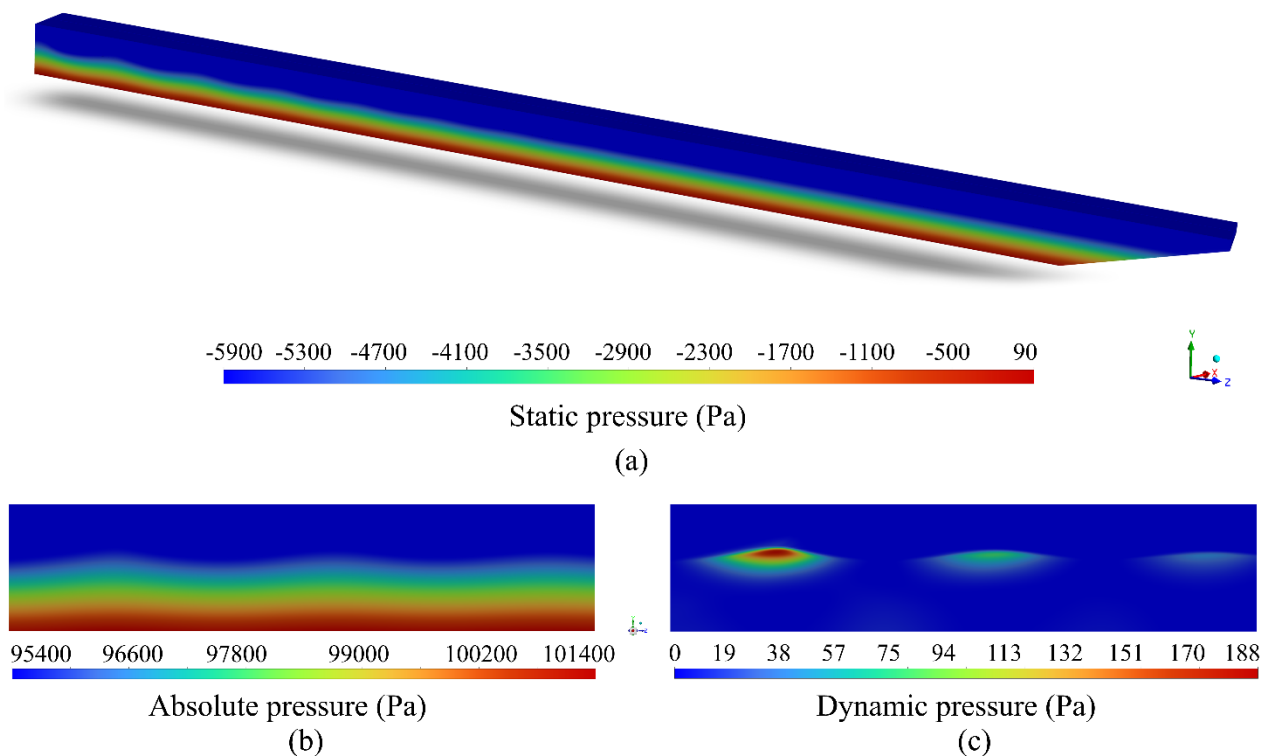 -5900 -5300 -4700 -4100 -3500 -2900 -2300 -1700 -1100 -500 90
Static pressure (Pa)
Y
X
Z
(a)
95400 96600 97800 99000 100200 101400
Absolute pressure (Pa)
(b)
0 19 38 57 75 94 113 132 151 170 188
Dynamic pressure (Pa)
(c)